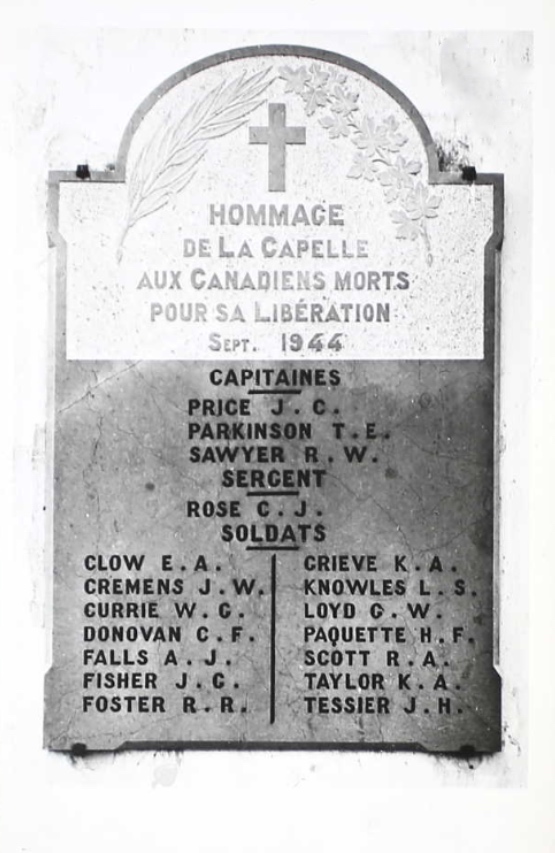 HOMMAGE
DE LA CAPELLE
AUX CANADIENS MORTS
POUR SA LIBÉRATION
SEPT. 1944
CAPITAINES
PRICE J. C.
PARKINSON T. E.
SAWYER R. W.
SERGENT
ROSE C. J.
SOLDATS
CLOW E. A.
CREMENS J. W.
CURRIE W. G.
DONOVAN C. F.
FALLS A. J.
FISHER J. G.
FOSTER R. R.
GRIEVE K. A.
KNOWLES L. S.
LOYD G. W.
PAQUETTE H. F.
SCOTT R. A.
TAYLOR K. A.
TESSIER J. H.